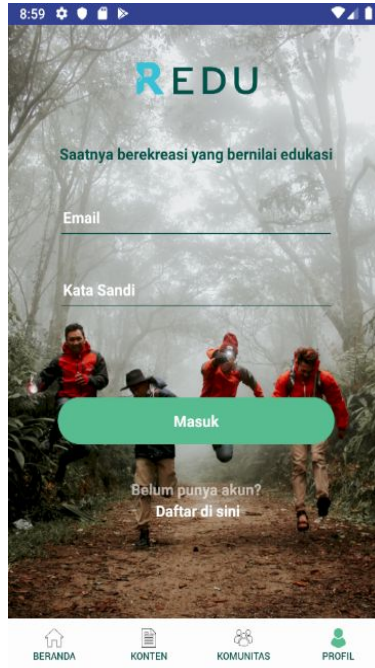 8:59
REDU
Saatnya berekreasi yang bernilai edukasi
Email
Kata Sandi
Masuk
Belum punya akun?
Daftar di sini
BERANDA KONTEN KOMUNITAS PROFIL